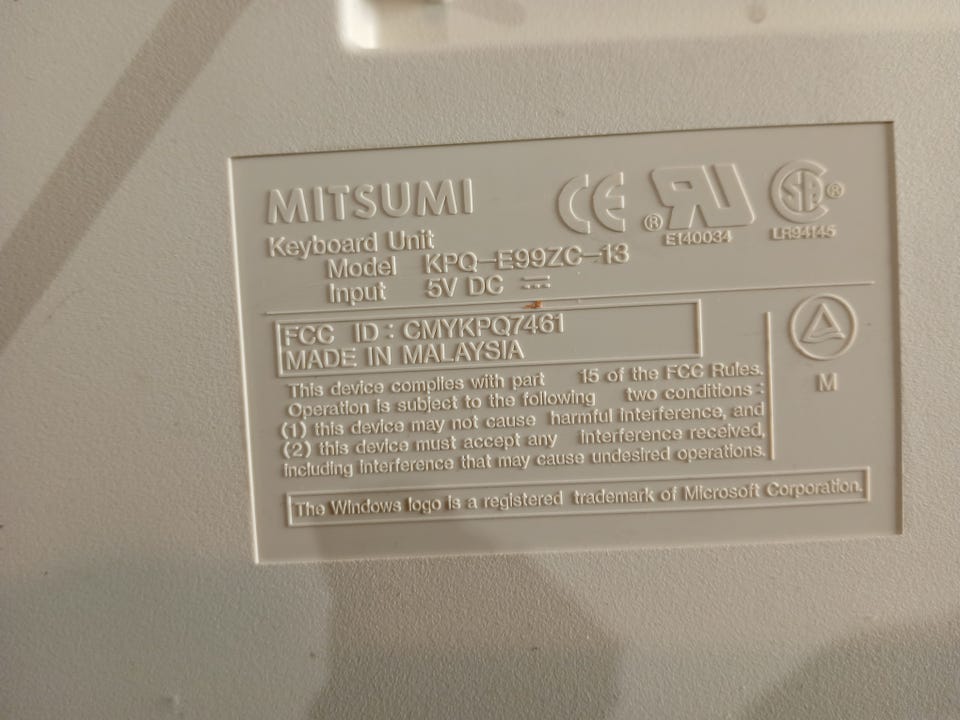 MITSUMI
CE
®
E140034
SA ®
LR94145
Keyboard Unit
Model KPQ-E99ZC-13
Input 5V DC
FCC ID : CMYKPQ7461
MADE IN MALAYSIA
M
This device complies with part 15 of the FCC Rules.
Operation is subject to the following two conditions :
(1) this device may not cause harmful interference, and
(2) this device must accept any interference received,
including interference that may cause undesired operations.
The Windows logo is a registered trademark of Microsoft Corporation.